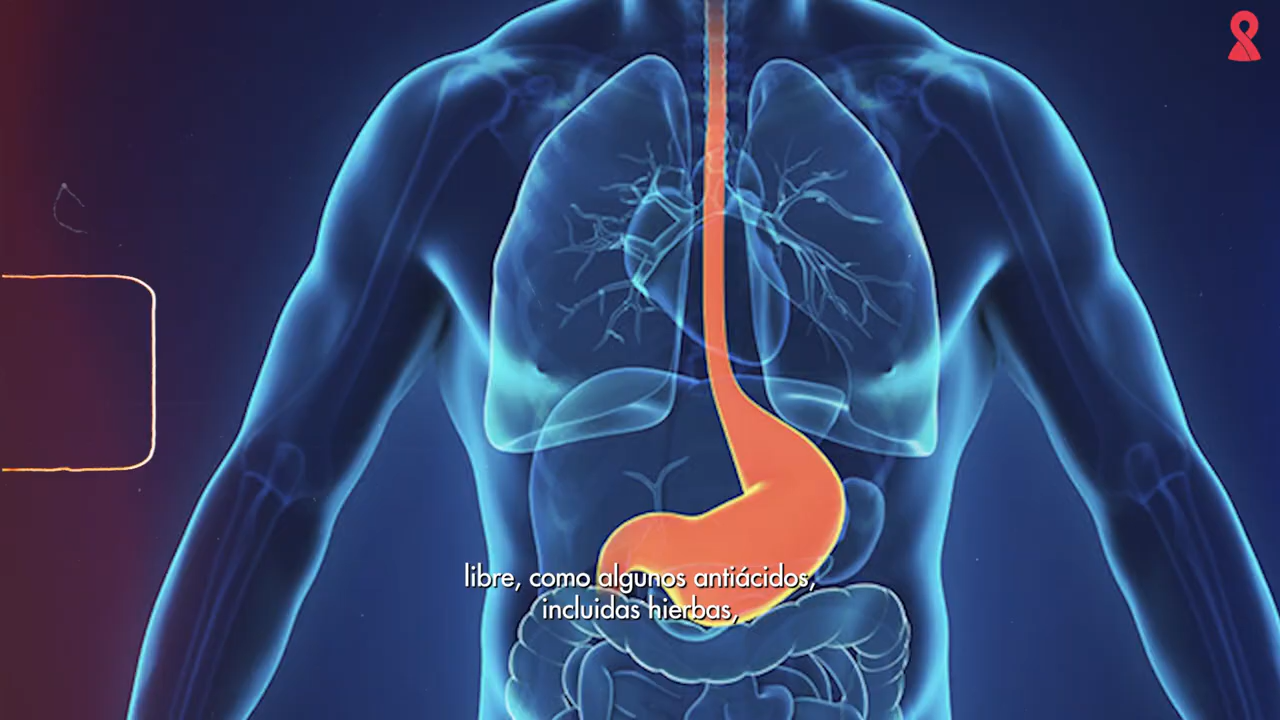 libre, como algunos antiácidos,
incluidas hierbas,